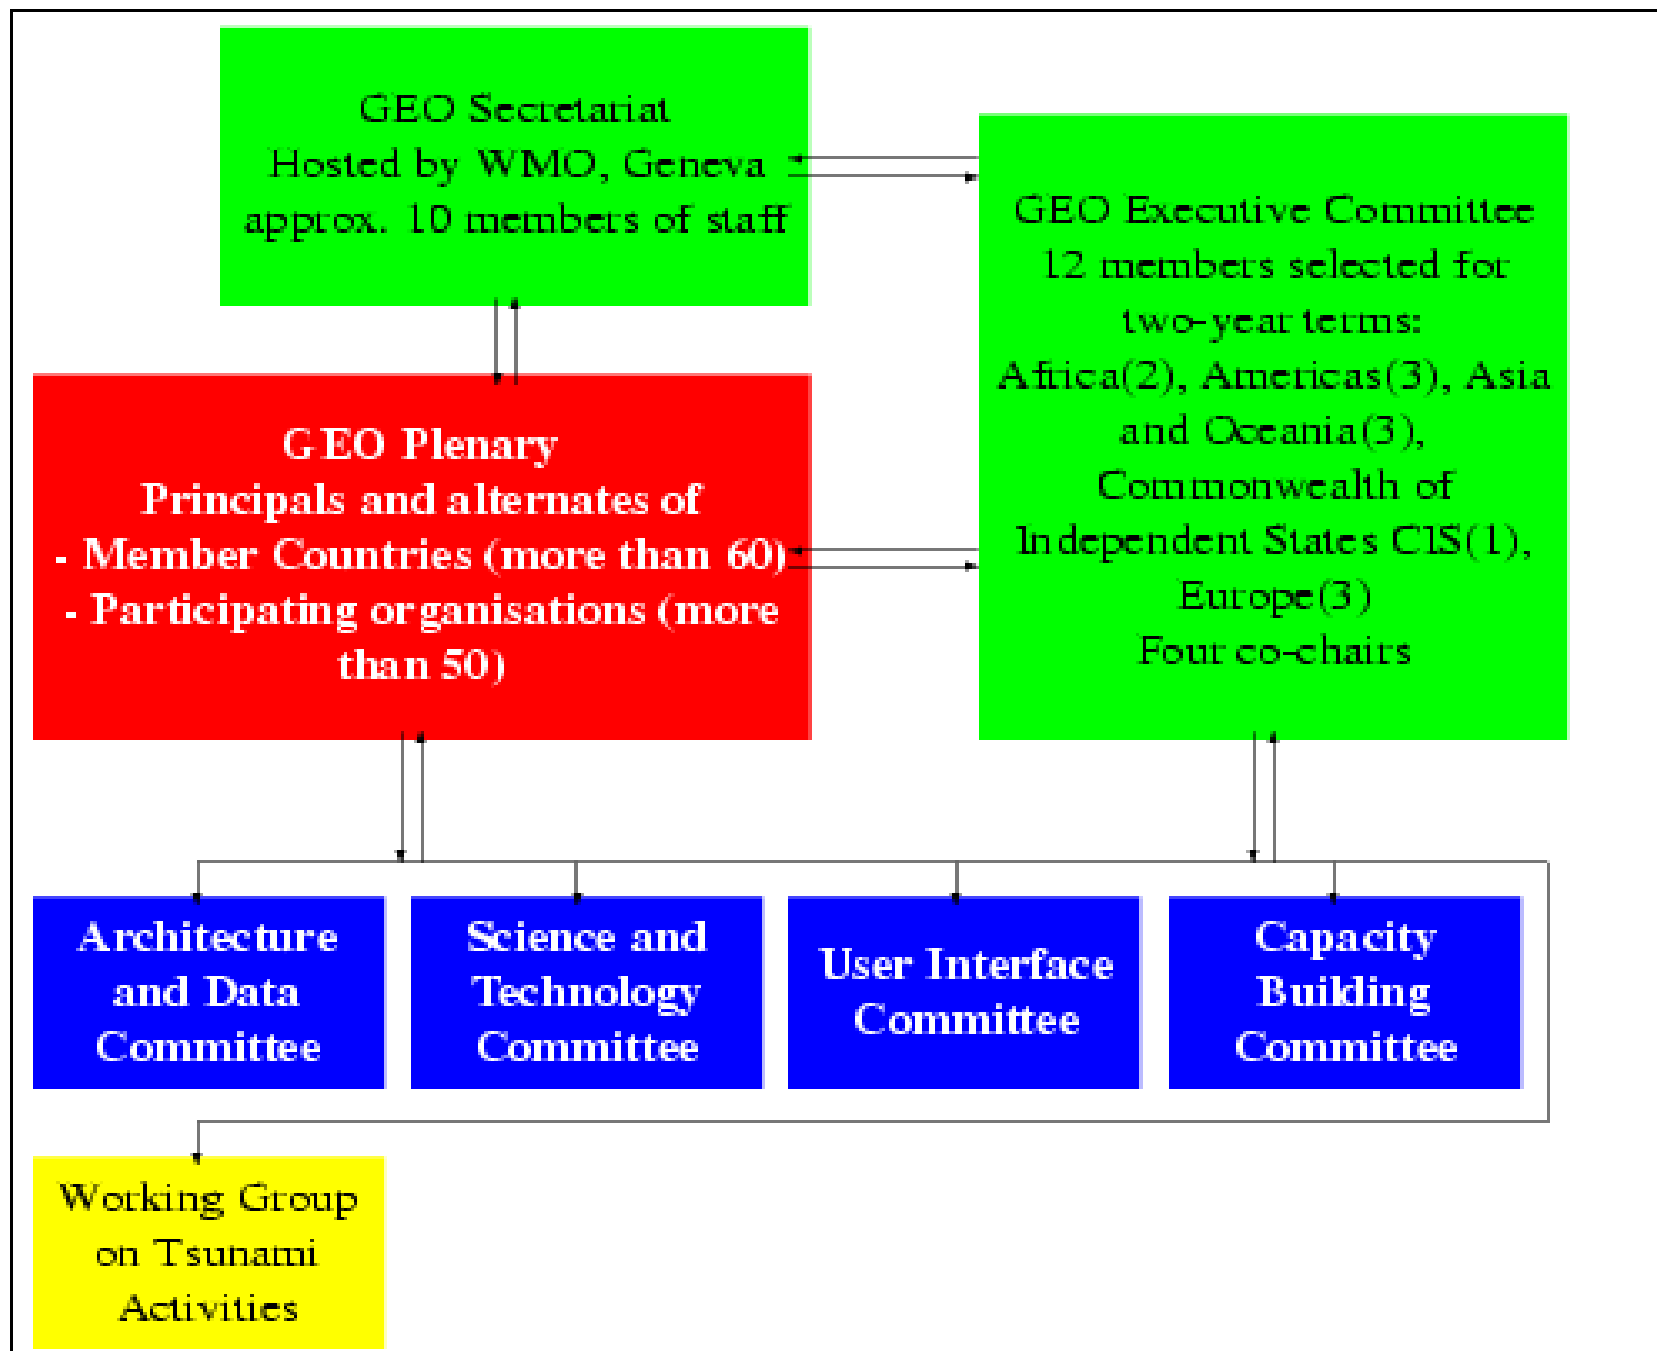 GEO Secretariat
Hosted by WMO, Geneva
approx. 10 members of staff
GEO Executive Committee
12 members selected for
two-year terms:
Africa(2), Americas(3), Asia
and Oceania(3),
Commonwealth of
Independent States CIS(1),
Europe(3)
Four co-chairs
GEO Plenary
Principals and alternates of
- Member Countries (more than 60)
- Participating organisations (more
than 50)
Architecture
and Data
Committee
Science and
Technology
Committee
User Interface
Committee
Capacity
Building
Committee
Working Group
on Tsunami
Activities